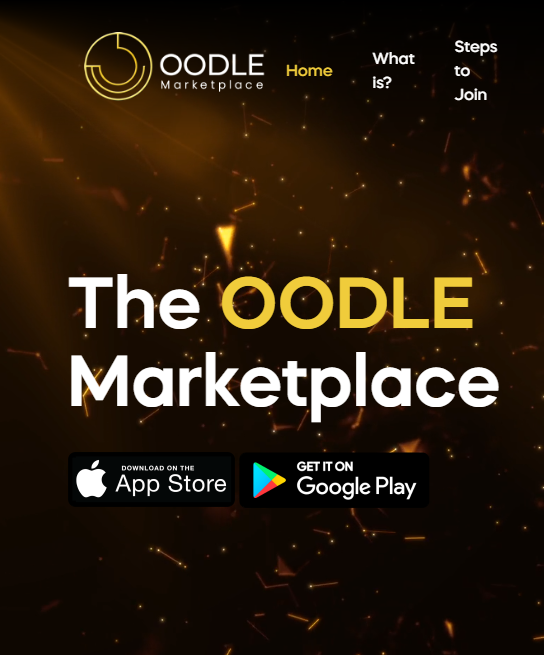 OODLE
Marketplace
Home
What
is?
Steps
to
Join
The OODLE
Marketplace
DOWNLOAD ON THE
App Store
GET IT ON
Google Play